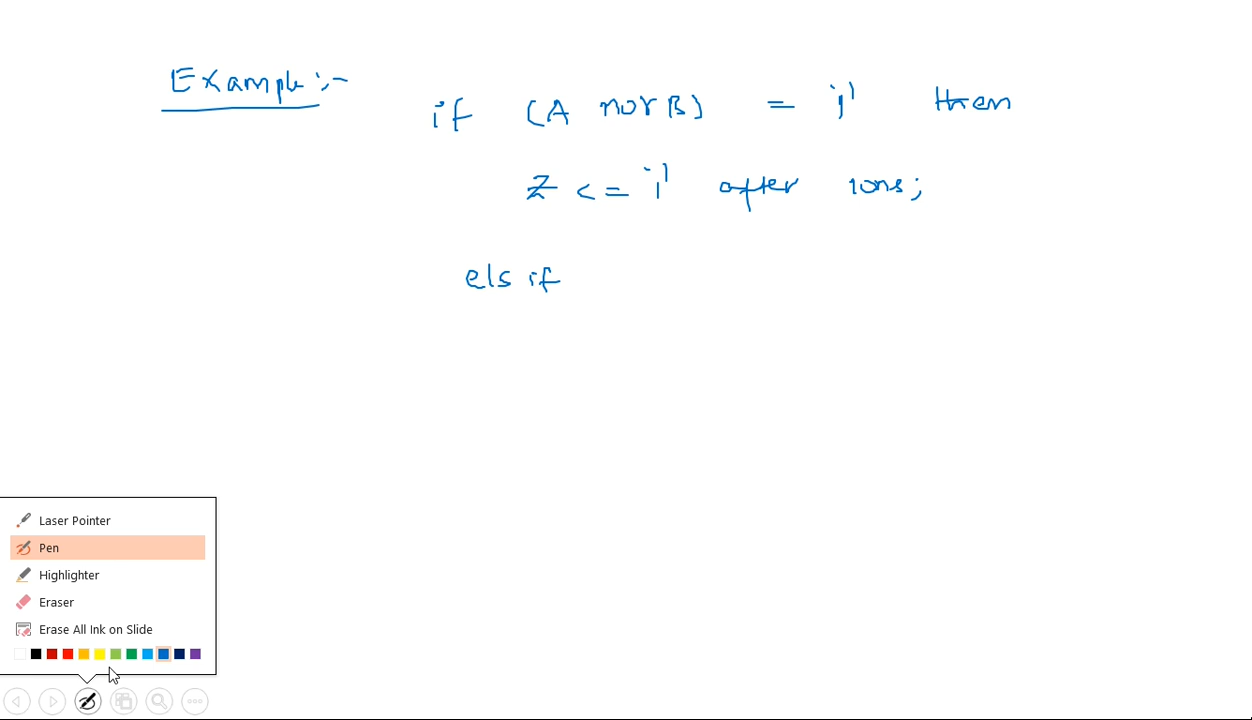 Example :-
if (A nor B) = '1' then
Z <= '1' after 10ns;
elsif
Laser Pointer
Pen
Highlighter
Eraser
Erase All Ink on Slide